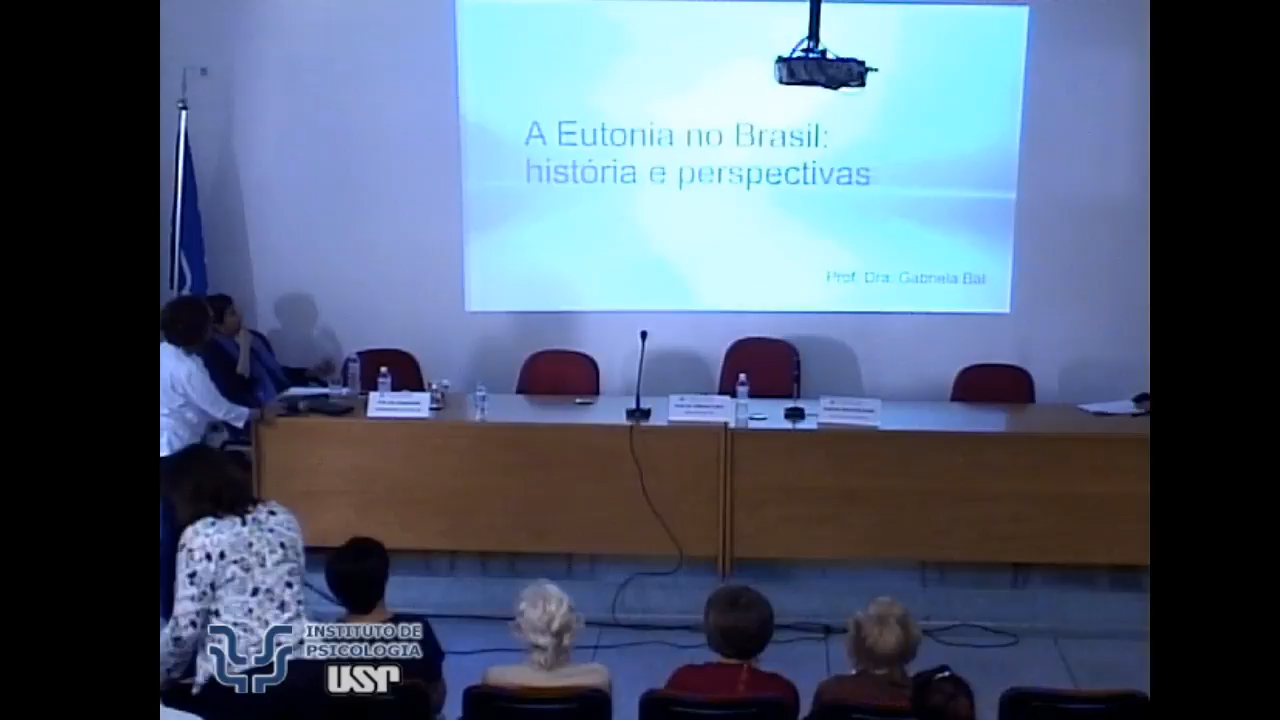 A Eutonia no Brasil:
história e perspectivas
Prof. Dra. Gabriela Bal
INSTITUTO DE
PSICOLOGIA
USP